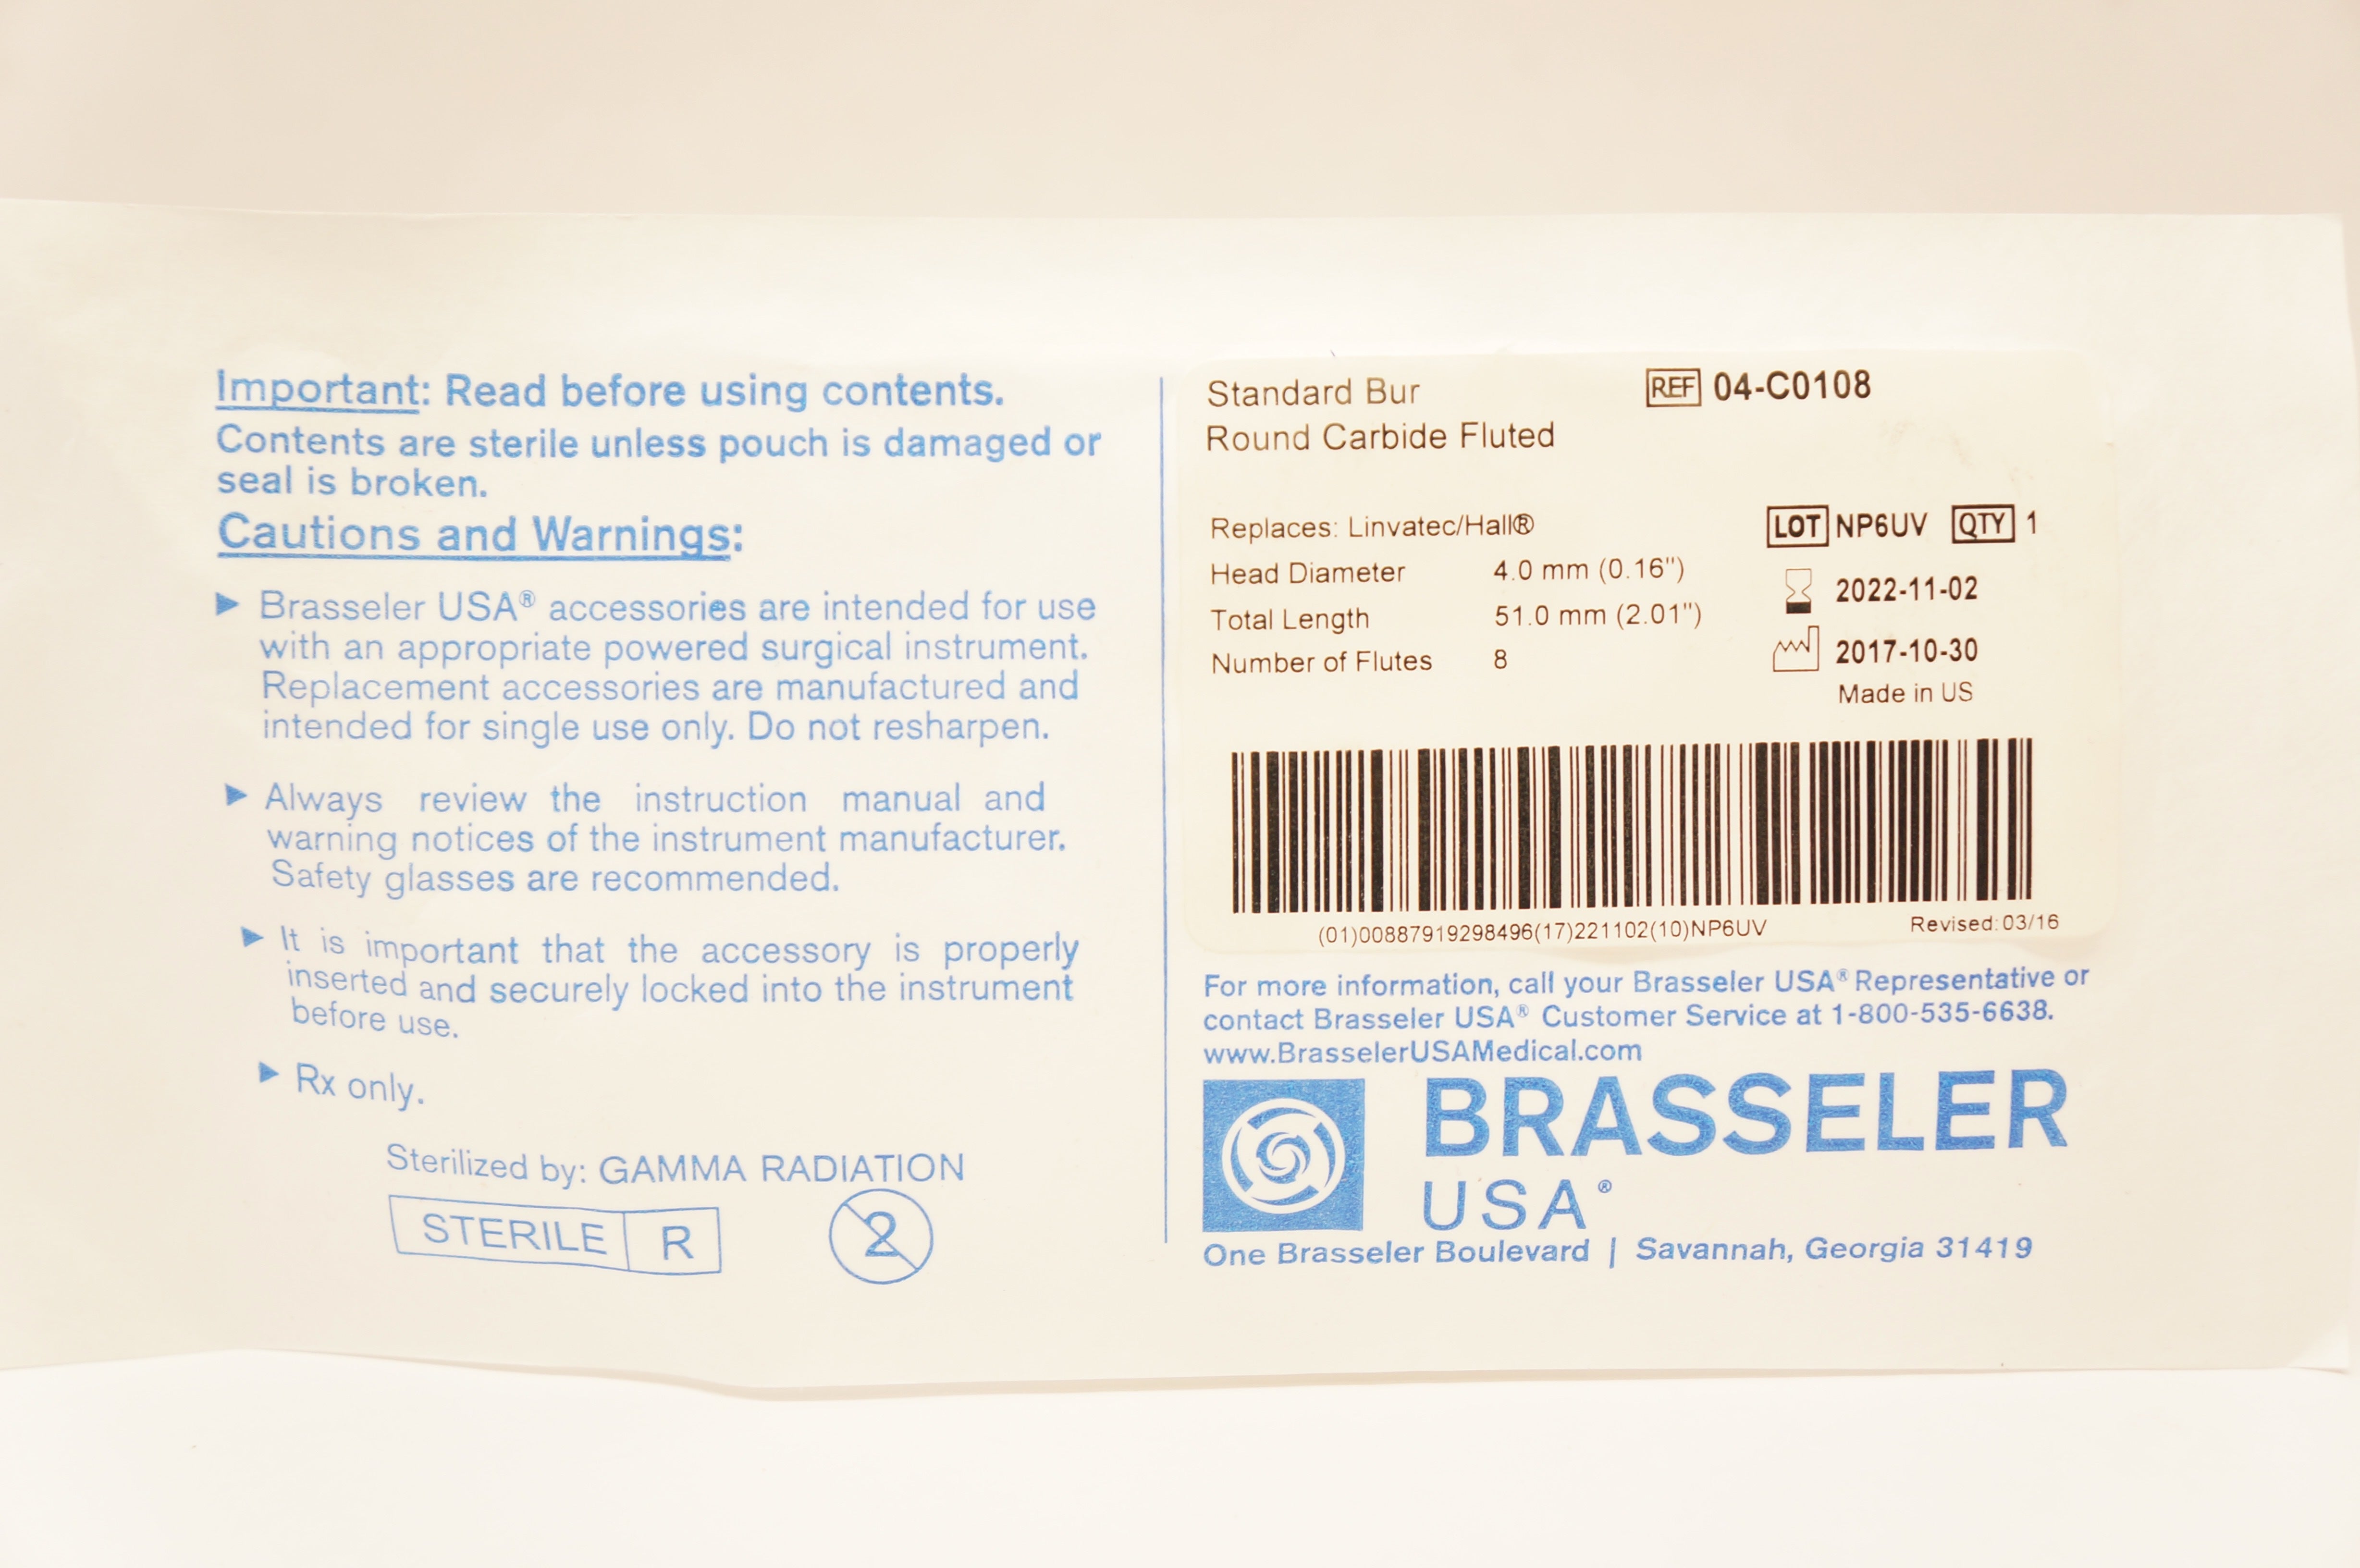 Important: Read before using contents.
Contents are sterile unless pouch is damaged or
seal is broken.
Cautions and Warnings:
▶ Brasseler USA® accessories are intended for use
with an appropriate powered surgical instrument.
Replacement accessories are manufactured and
intended for single use only. Do not resharpen.
▶ Always review the instruction manual and
warning notices of the instrument manufacturer.
Safety glasses are recommended.
▶ It is important that the accessory is properly
inserted and securely locked into the instrument
before use.
▶ Rx only.
Sterilized by: GAMMA RADIATION
STERILE R
2
Standard Bur
Round Carbide Fluted
REF 04-C0108
Replaces: Linvatec/Hall®
Head Diameter 4.0 mm (0.16")
Total Length 51.0 mm (2.01")
Number of Flutes 8
LOT NP6UV QTY 1
2022-11-02
2017-10-30
Made in US
(01)00887919298496(17)221102(10)NP6UV
Revised: 03/16
For more information, call your Brasseler USA® Representative or
contact Brasseler USA® Customer Service at 1-800-535-6638.
www.BrasselerUSAMedical.com
BRASSELER
USA®
One Brasseler Boulevard | Savannah, Georgia 31419